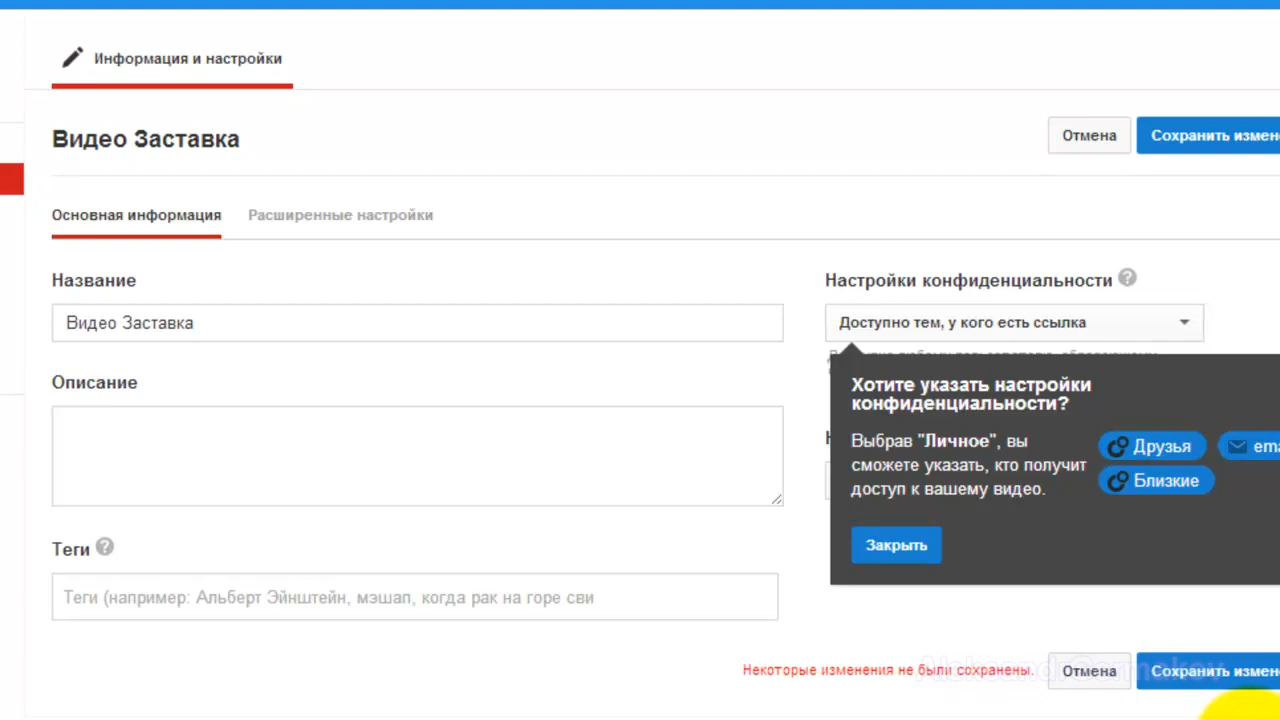 Информация и настройки
Видео Заставка
Отмена
Сохранить измен
Основная информация
Расширенные настройки
Название
Видео Заставка
Описание
Теги
Теги (например: Альберт Эйнштейн, мэшап, когда рак на горе сви
Настройки конфиденциальности
Доступно тем, у кого есть ссылка
Хотите указать настройки
конфиденциальности?
Выбрав "Личное", вы
сможете указать, кто получит
доступ к вашему видео.
Друзья
ema
Близкие
Закрыть
Некоторые изменения не были сохранены.
Отмена
Сохранить измен